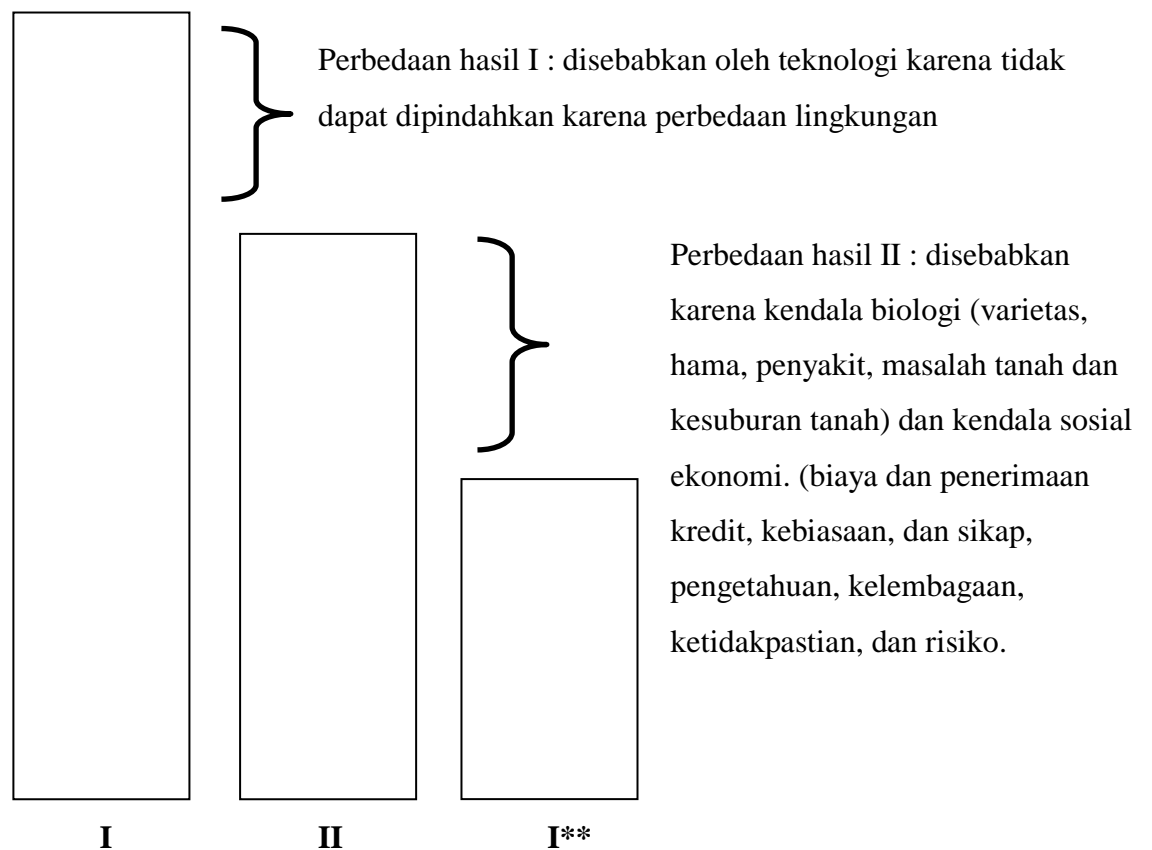 Perbedaan hasil I : disebabkan oleh teknologi karena tidak
dapat dipindahkan karena perbedaan lingkungan
Perbedaan hasil II : disebabkan
karena kendala biologi (varietas,
hama, penyakit, masalah tanah dan
kesuburan tanah) dan kendala sosial
ekonomi. (biaya dan penerimaan
kredit, kebiasaan, dan sikap,
pengetahuan, kelembagaan,
ketidakpastian, dan risiko.
I
II
I**